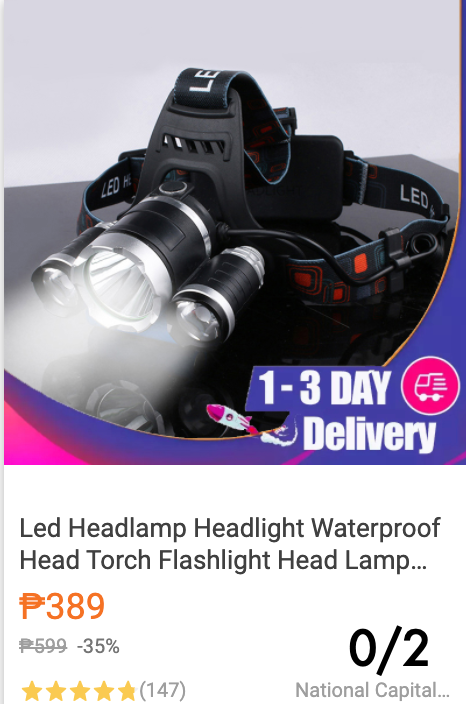 LE
LED H
LED
1-3 DAY
Delivery
Led Headlamp Headlight Waterproof
Head Torch Flashlight Head Lamp...
₱389
₱599 -35%
0/2
(147)
National Capital...